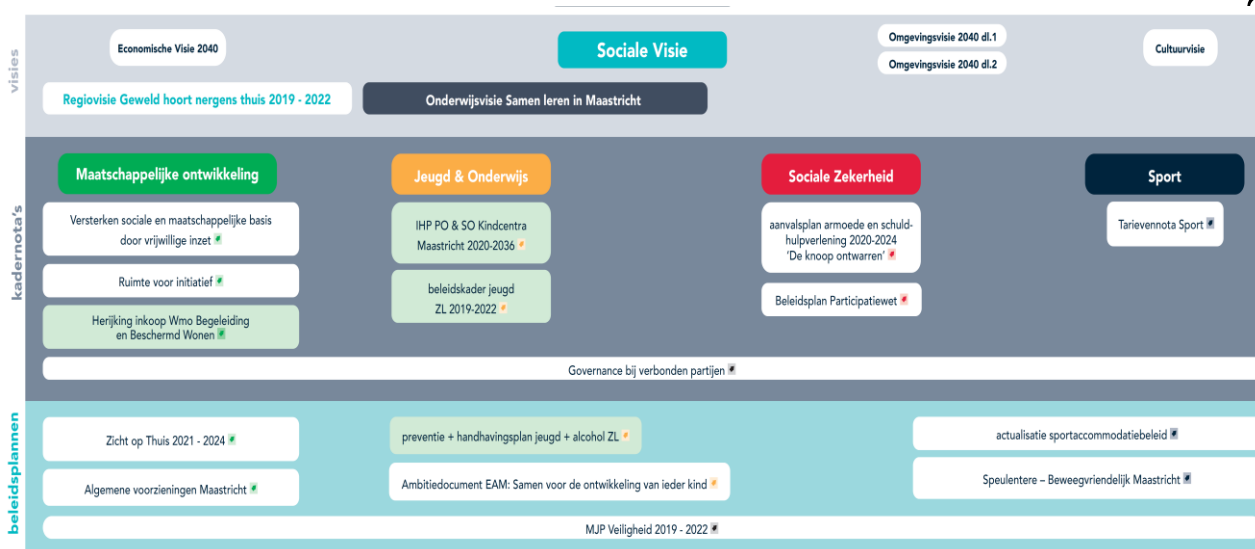 visies
Economische Visie 2040
Sociale Visie
Omgevingsvisie 2040 dl.1
Omgevingsvisie 2040 dl.2
Cultuurvisie
Regiovisie Geweld hoort nergens thuis 2019 - 2022
Onderwijsvisie Samen leren in Maastricht
kadernota's
Maatschappelijke ontwikkeling
Versterken sociale en maatschappelijke basis
door vrijwillige inzet
Ruimte voor initiatief
Herijking inkoop Wmo Begeleiding
en Beschermd Wonen
Jeugd & Onderwijs
IHP PO & SO Kindcentra
Maastricht 2020-2036
beleidskader jeugd
ZL 2019-2022
Sociale Zekerheid
aanvalsplan armoede en schuld-
hulpverlening 2020-2024
'De knoop ontwarren'
Beleidsplan Participatiewet
Sport
Tarievennota Sport
Governance bij verbonden partijen
beleidsplannen
Zicht op Thuis 2021 - 2024
Algemene voorzieningen Maastricht
preventie + handhavingsplan jeugd + alcohol ZL
Ambitiedocument EAM: Samen voor de ontwikkeling van ieder kind
actualisatie sportaccommodatiebeleid
Speulentere – Beweegvriendelijk Maastricht
MJP Veiligheid 2019 - 2022